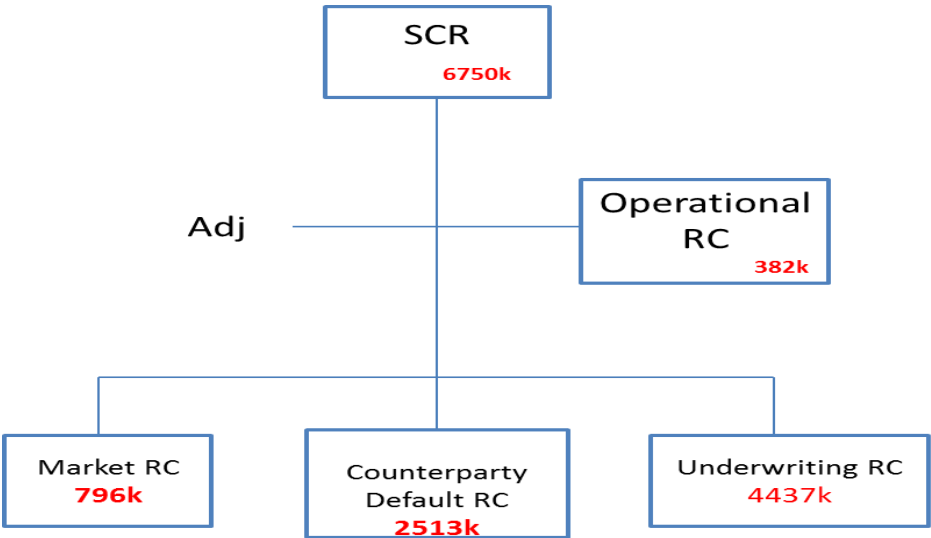 SCR
6750k
Adj
Operational
RC
382k
Market RC
796k
Counterparty
Default RC
2513k
Underwriting RC
4437k